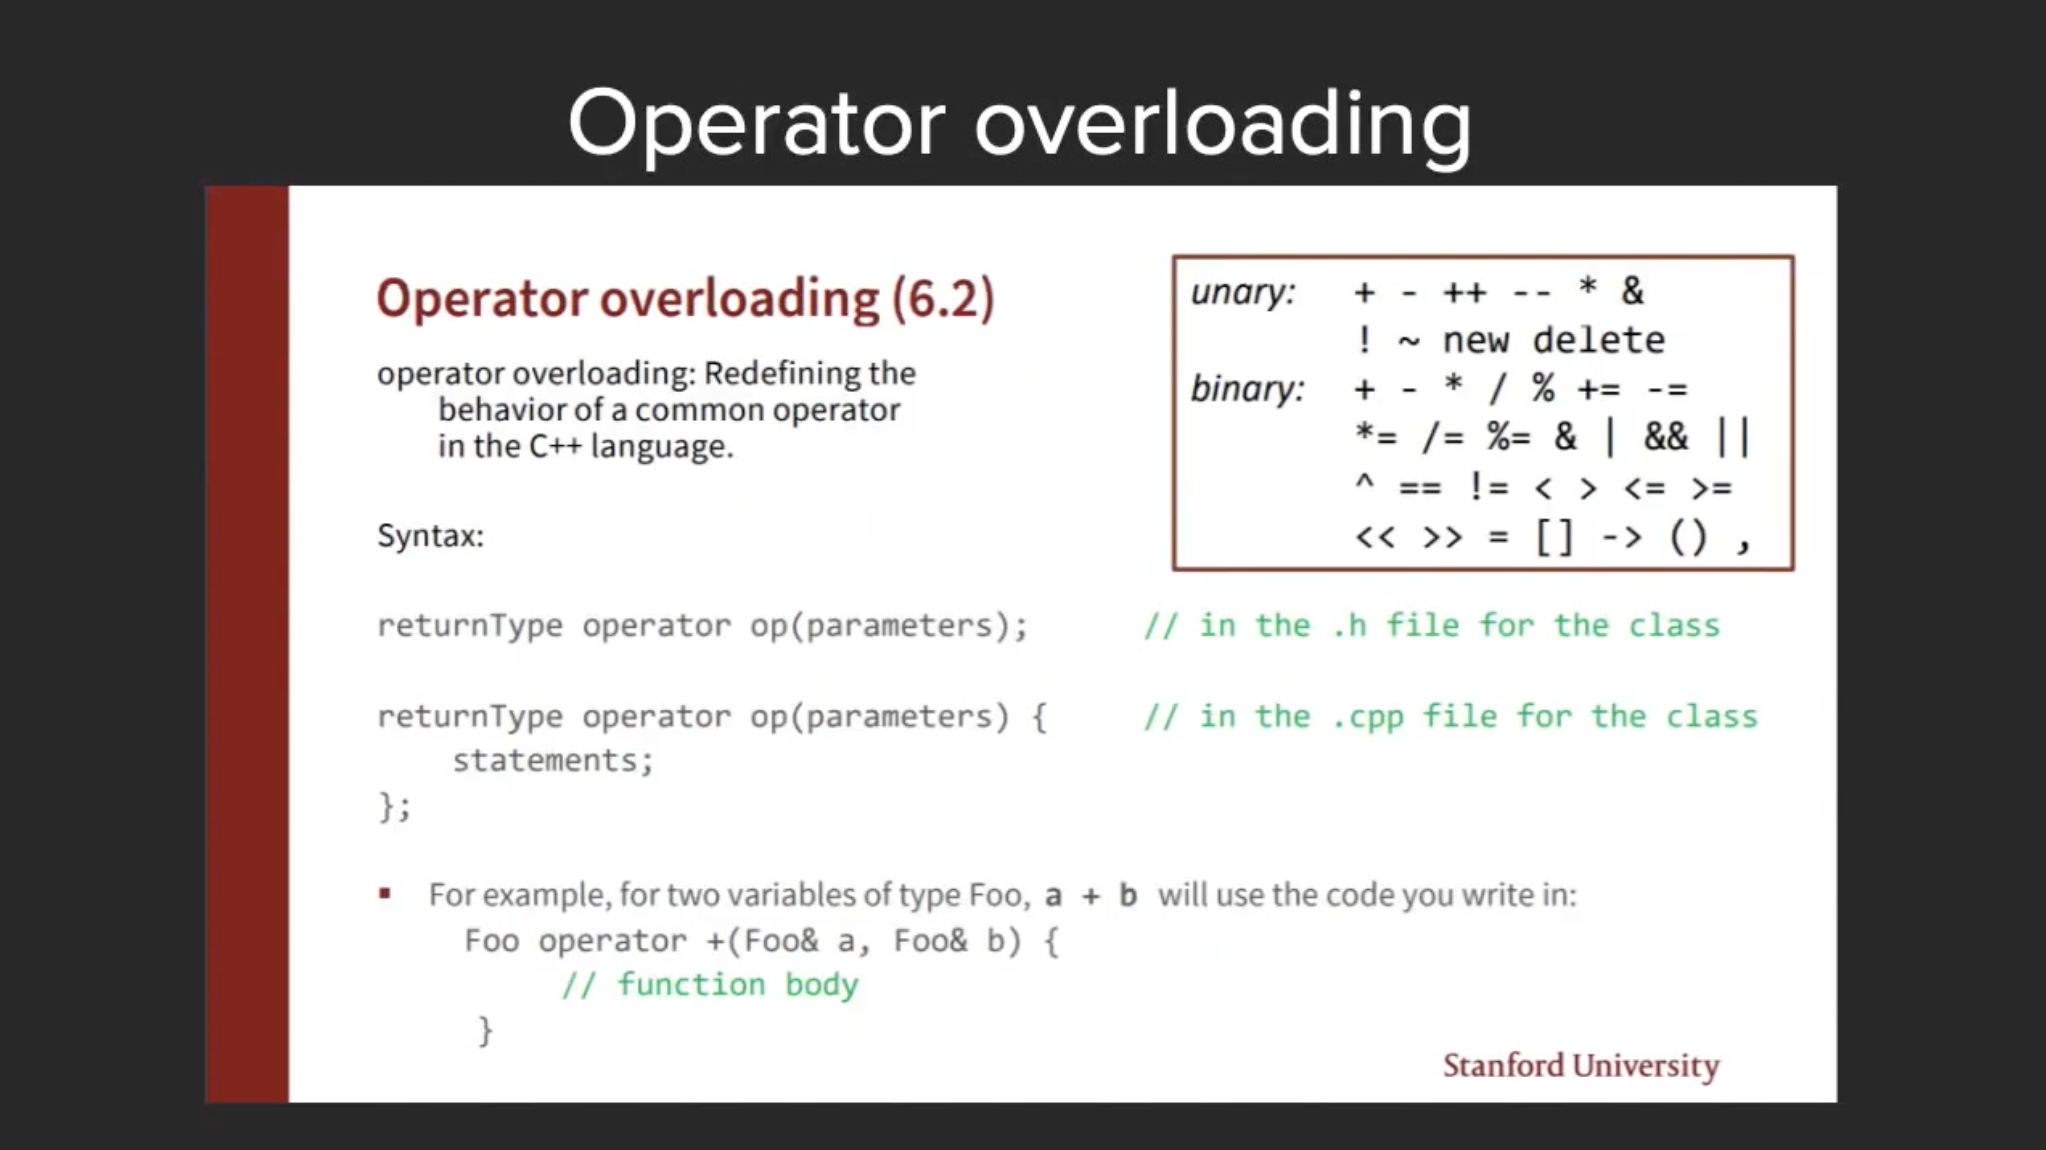 Operator overloading
Operator overloading (6.2)
operator overloading: Redefining the
behavior of a common operator
in the C++ language.
unary: + - ++ -- * &
! ~ new delete
binary: + - * / % += -=
*= /= %= & | && ||
^ == != < > <= >=
<< >> = [] -> () ,
Syntax:
returnType operator op(parameters); // in the .h file for the class
returnType operator op(parameters) { // in the .cpp file for the class
statements;
};
▪ For example, for two variables of type Foo, a + b will use the code you write in:
Foo operator +(Foo& a, Foo& b) {
// function body
}
Stanford University